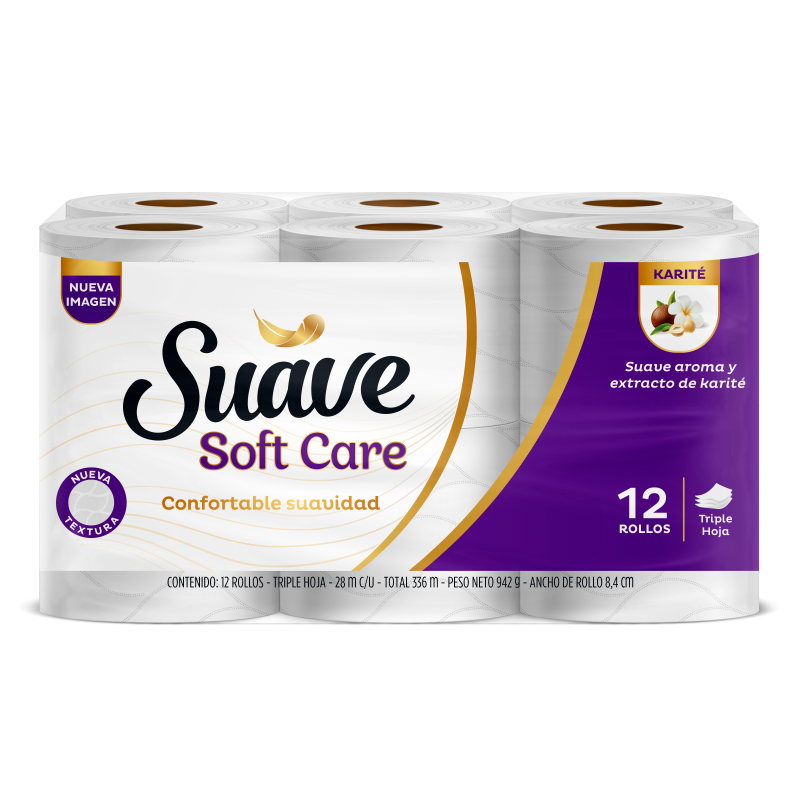 NUEVA
IMAGEN
KARITÉ
Suave
Suave aroma y
extracto de karité
Soft Care
Confortable suavidad
NUEVA
TEXTURA
12
ROLLOS
Triple
Hoja
CONTENIDO: 12 ROLLOS - TRIPLE HOJA - 28 m C/U - TOTAL 336 m - PESO NETO 942 g - ANCHO DE ROLLO 8,4 cm